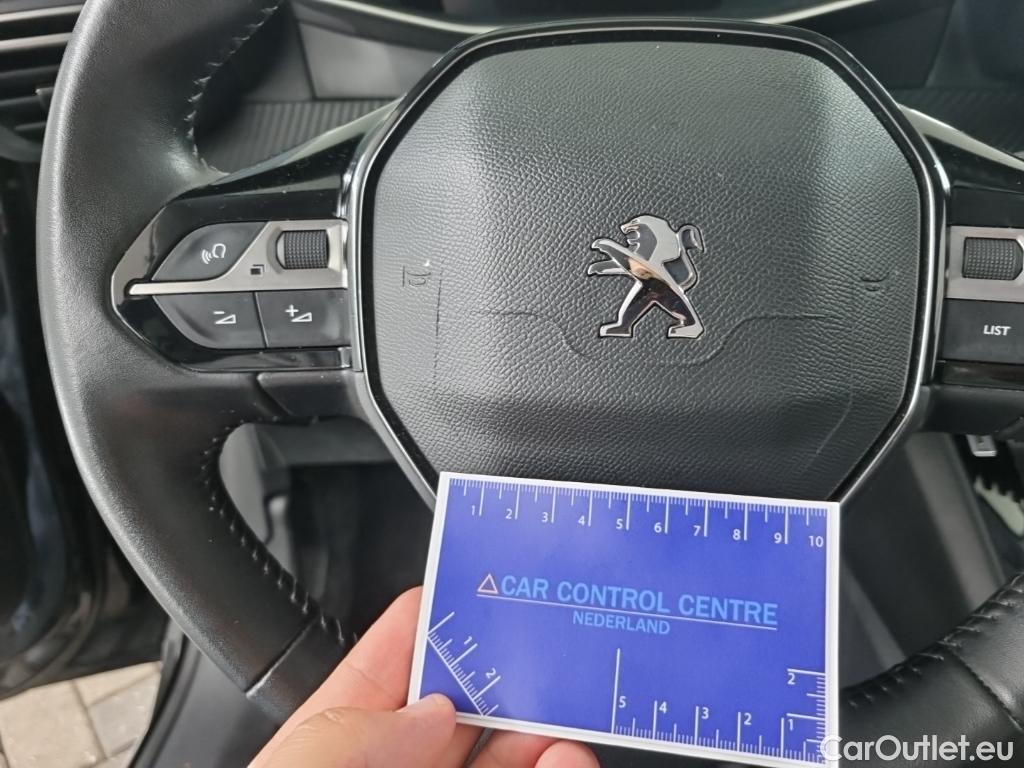 LIST
1 2 3 4 5 6 7 8 9 10
CAR CONTROL CENTRE
NEDERLAND
1 2
2
5 4 3 2 1
CarOutlet.eu